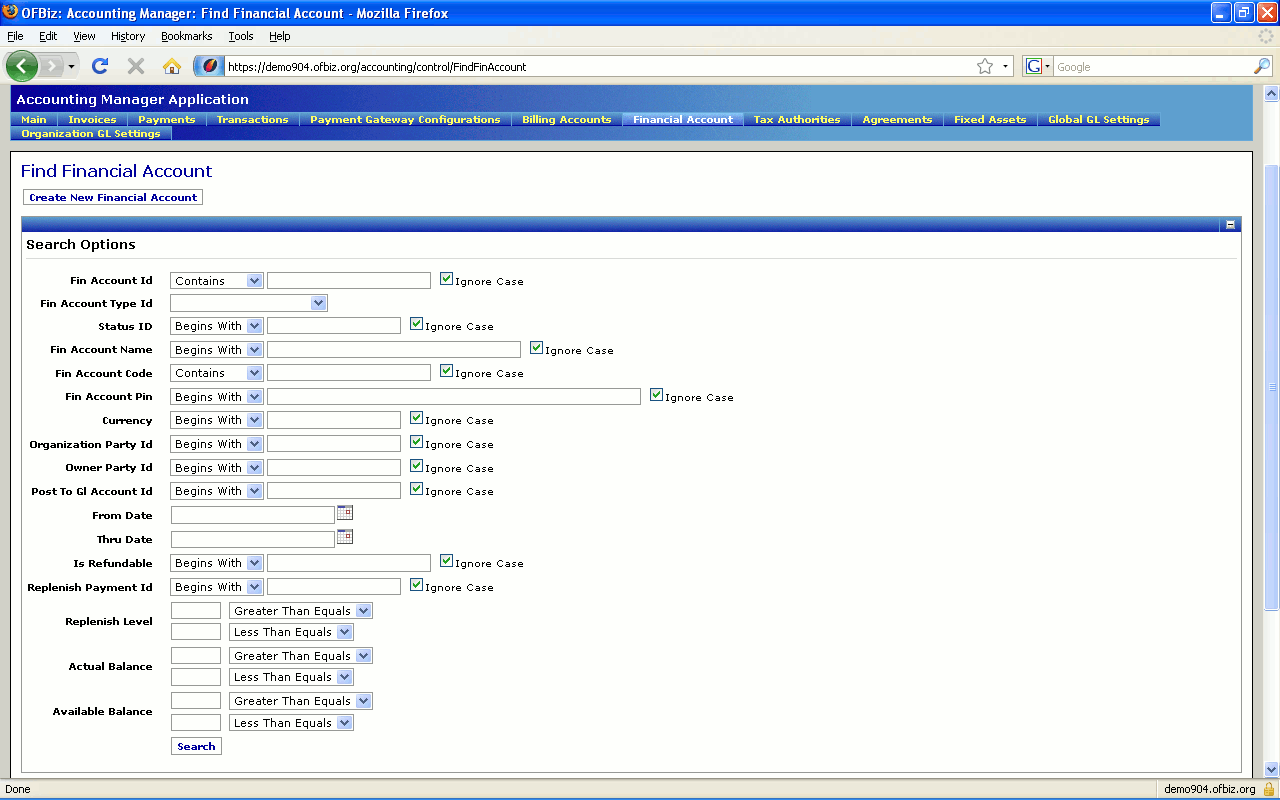 OFBiz: Accounting Manager: Find Financial Account - Mozilla Firefox
File Edit View History Bookmarks Tools Help
https://demo904.ofbiz.org/accounting/control/FindFinAccount
G Google
Accounting Manager Application
Main Invoices Payments Transactions Payment Gateway Configurations Billing Accounts Financial Account Tax Authorities Agreements Fixed Assets Global GL Settings
Organization GL Settings
Find Financial Account
Create New Financial Account
Search Options
Fin Account Id Contains Ignore Case
Fin Account Type Id
Status ID Begins With Ignore Case
Fin Account Name Begins With Ignore Case
Fin Account Code Contains Ignore Case
Fin Account Pin Begins With Ignore Case
Currency Begins With Ignore Case
Organization Party Id Begins With Ignore Case
Owner Party Id Begins With Ignore Case
Post To Gl Account Id Begins With Ignore Case
From Date
Thru Date
Is Refundable Begins With Ignore Case
Replenish Payment Id Begins With Ignore Case
Replenish Level Greater Than Equals
Less Than Equals
Actual Balance Greater Than Equals
Less Than Equals
Available Balance Greater Than Equals
Less Than Equals
Search
Done demo904.ofbiz.org